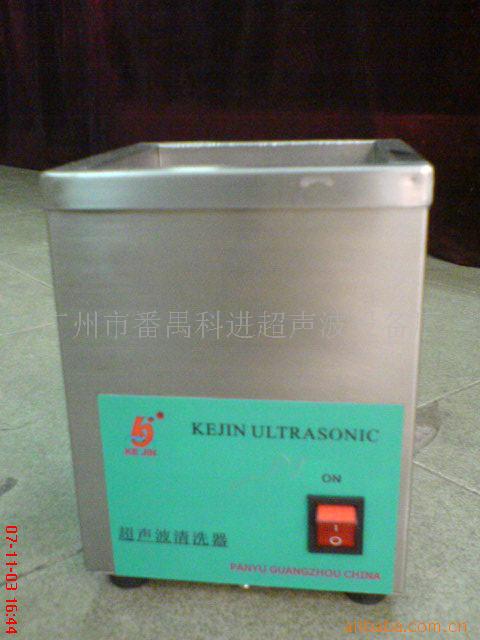 广州市番禺科进超声波设备
KEJIN ULTRASONIC
KE JIN
ON
超声波清洗器
PANYU GUANGZHOU CHINA
07-11-03 16:44
alibaba.com.cn